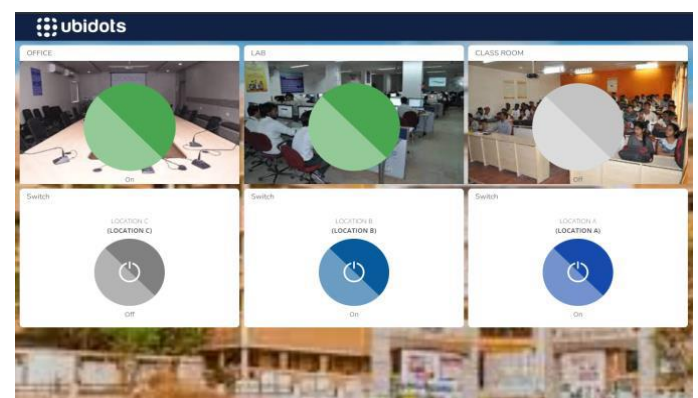 ubidots
OFFICE
LAB
CLASS ROOM
On
Off
Switch
Switch
Switch
LOCATION C
(LOCATION C)
LOCATION B
(LOCATION B)
LOCATION A
(LOCATION A)
Off
On
On